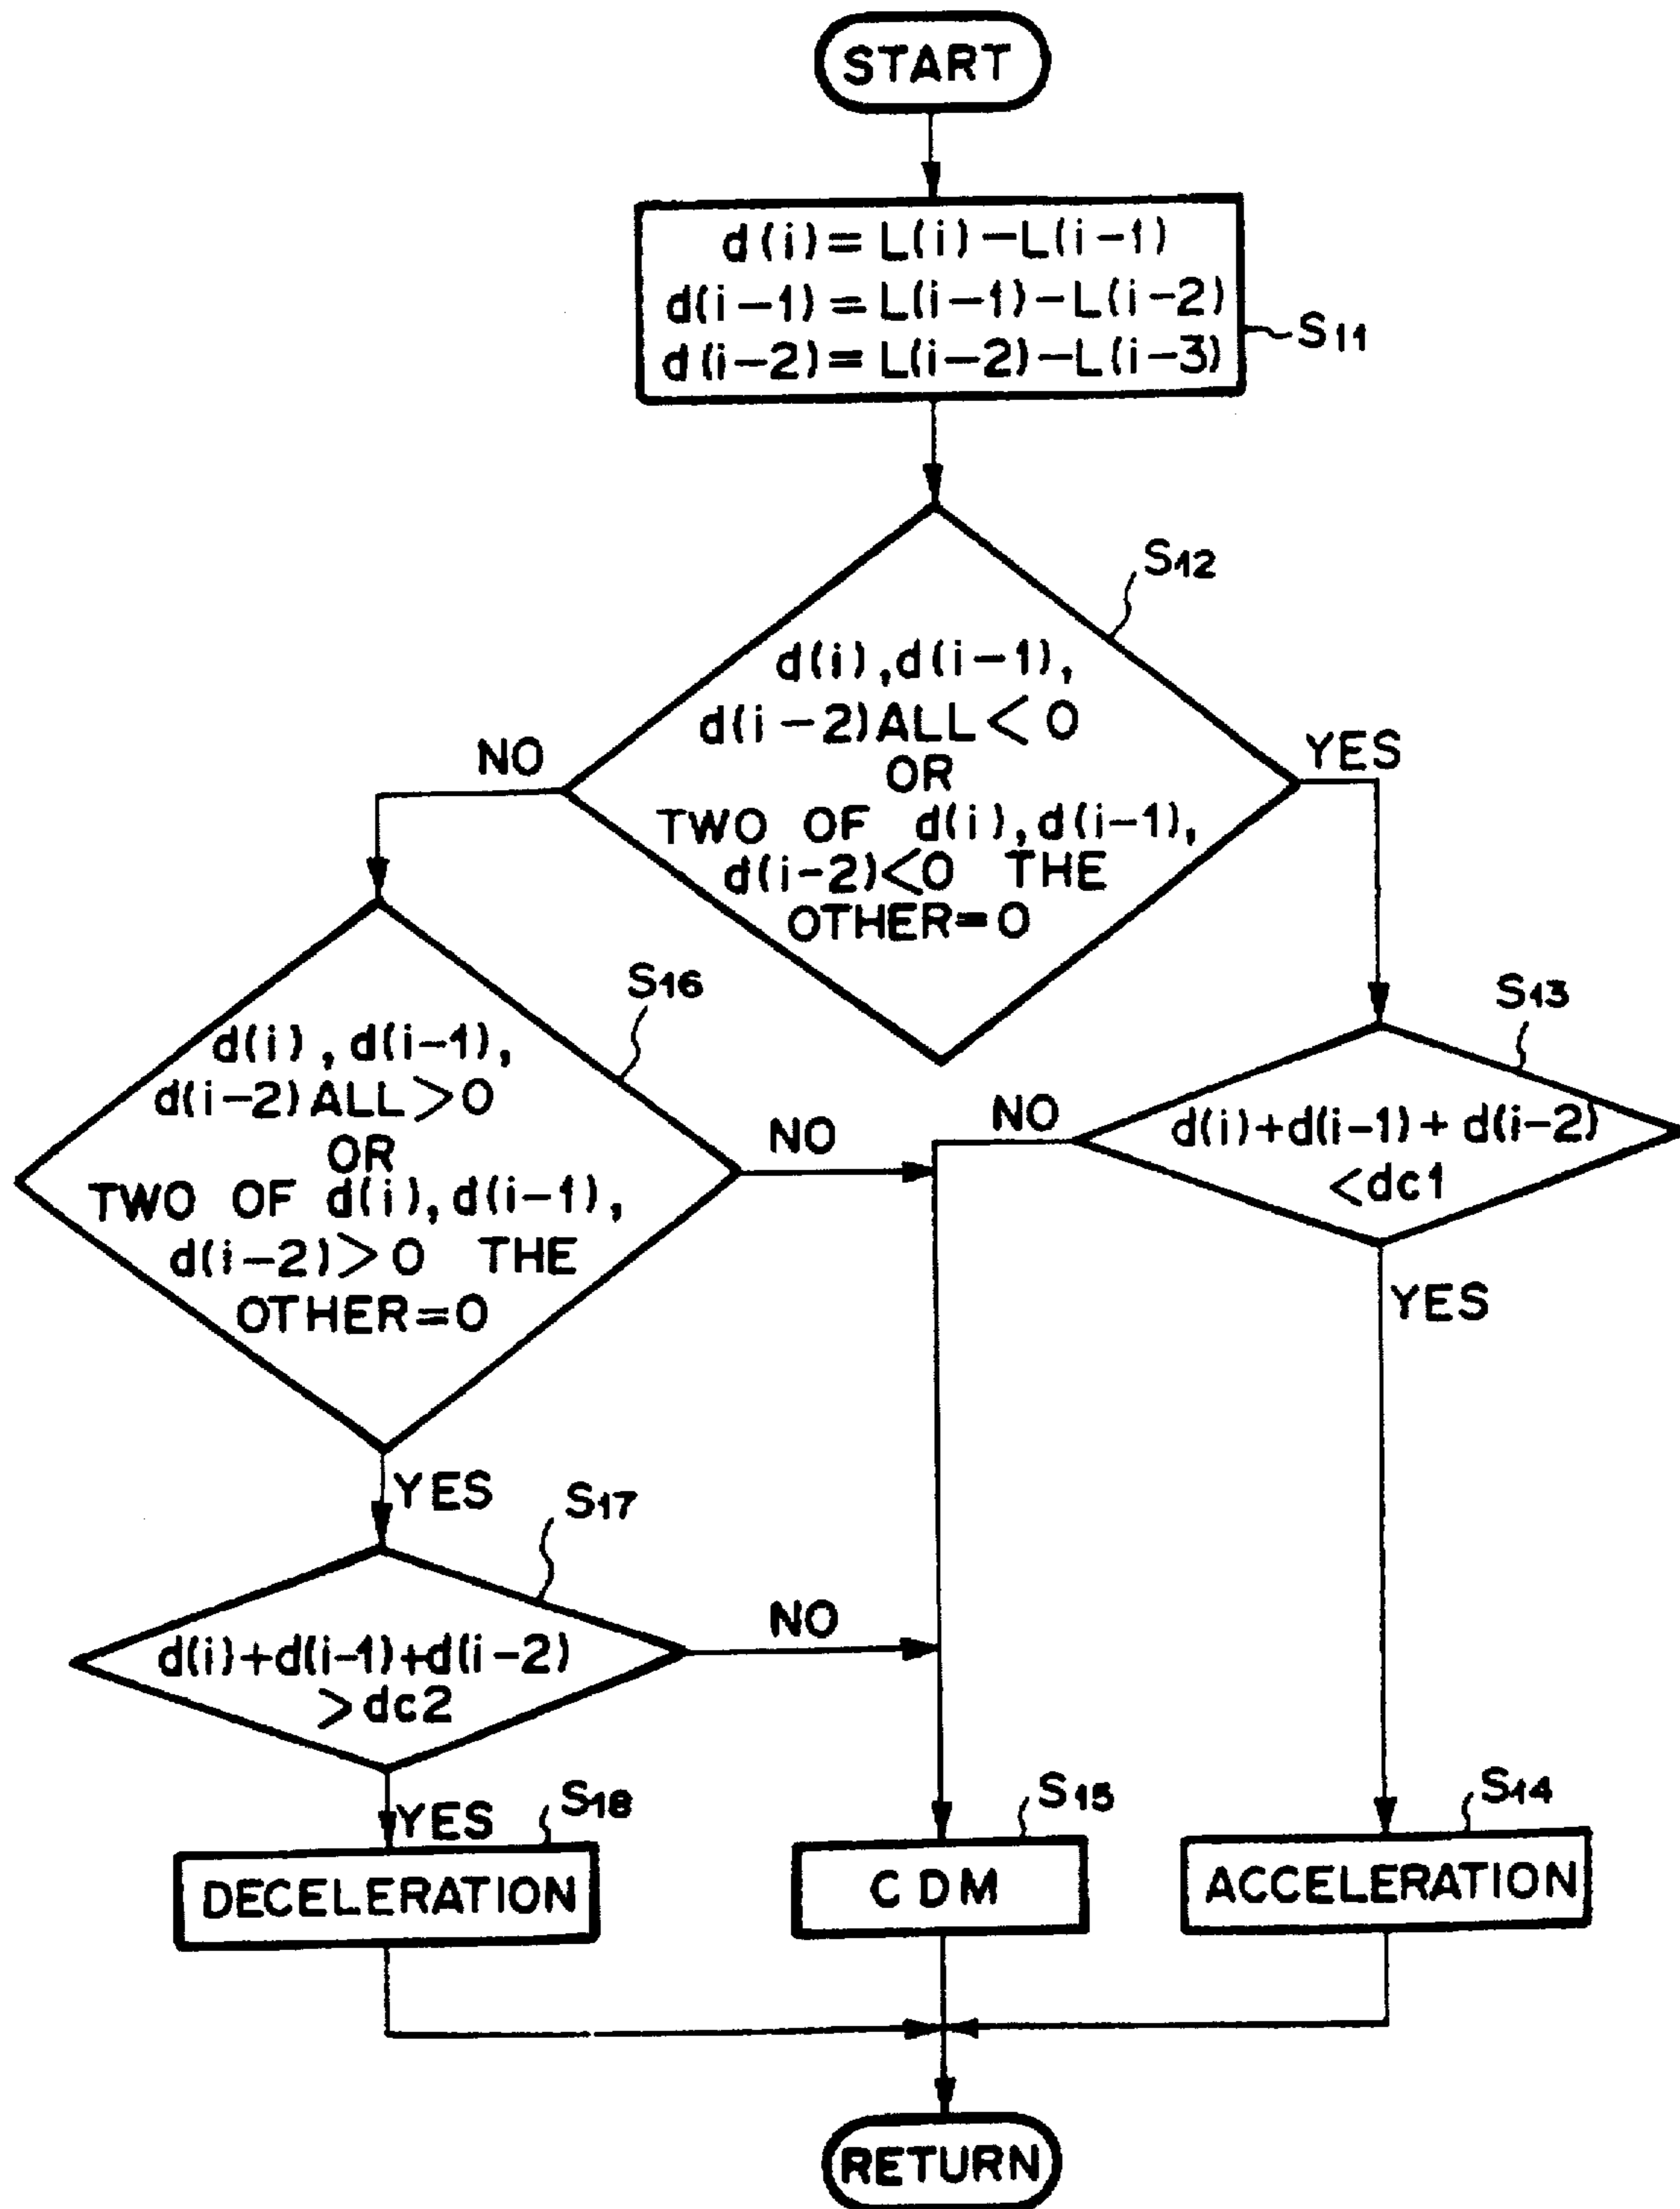 START
d(i)=L(i)-L(i-1)
d(i-1)=L(i-1)-L(i-2)
d(i-2)=L(i-2)-L(i-3)
S11
S12
d(i),d(i-1),
d(i-2)ALL<0
OR
TWO OF d(i),d(i-1),
d(i-2)<0 THE
OTHER=0
NO
YES
S16
d(i),d(i-1),
d(i-2)ALL>0
OR
TWO OF d(i),d(i-1),
d(i-2)>0 THE
OTHER=0
NO
YES
S13
d(i)+d(i-1)+d(i-2)
<dc1
NO
YES
S17
d(i)+d(i-1)+d(i-2)
>dc2
NO
YES
S18
DECELERATION
S15
CDM
S14
ACCELERATION
RETURN